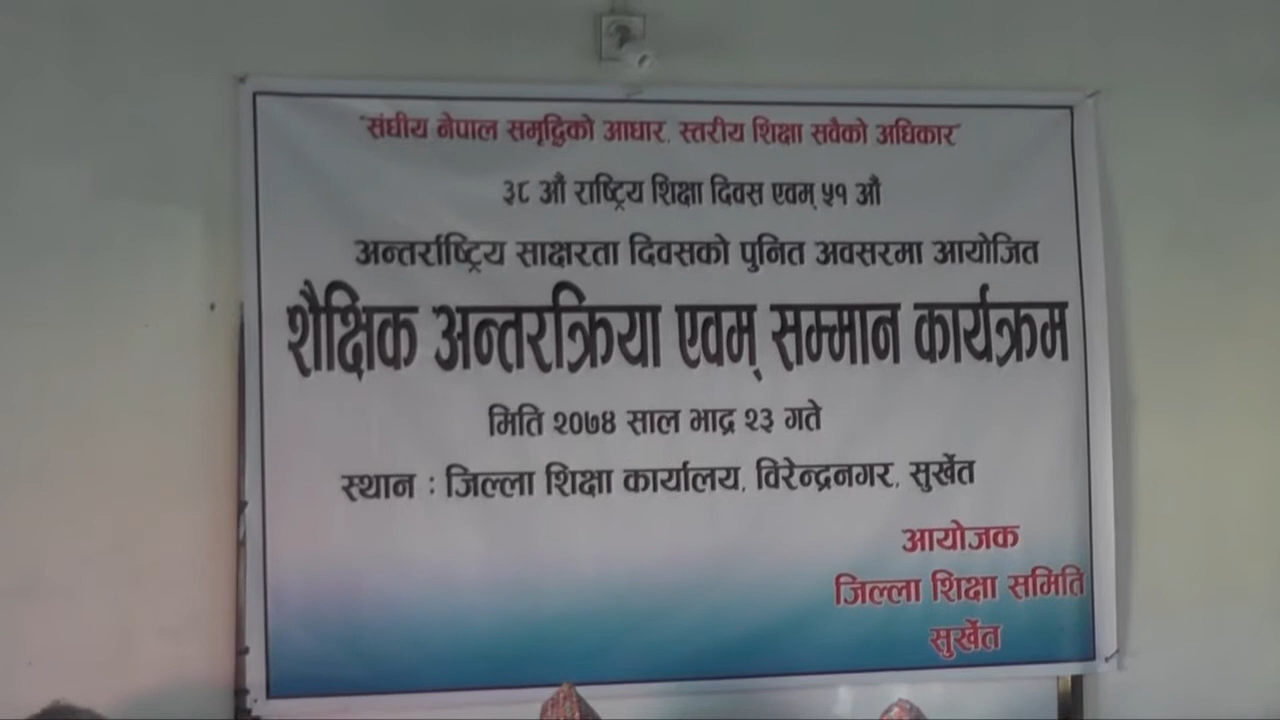 "संघीय नेपाल समृद्धिको आधार, स्तरीय शिक्षा सवैको अधिकार"
३८ औं राष्ट्रिय शिक्षा दिवस एवम् ५१ औं
अन्तर्राष्ट्रिय साक्षरता दिवसको पुनित अवसरमा आयोजित
शैक्षिक अन्तरक्रिया एवम् सम्मान कार्यक्रम
मिति २०७४ साल भाद्र २३ गते
स्थान : जिल्ला शिक्षा कार्यालय, विरेन्द्रनगर, सुर्खेत
आयोजक
जिल्ला शिक्षा समिति
सुर्खेत